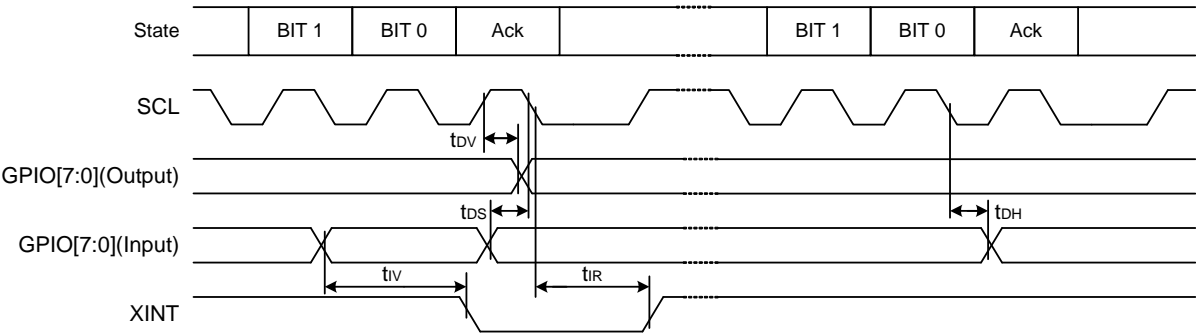 State BIT 1 BIT 0 Ack BIT 1 BIT 0 Ack
SCL
tDV
GPIO[7:0](Output)
tDS tDH
GPIO[7:0](Input)
tIV tIR
XINT